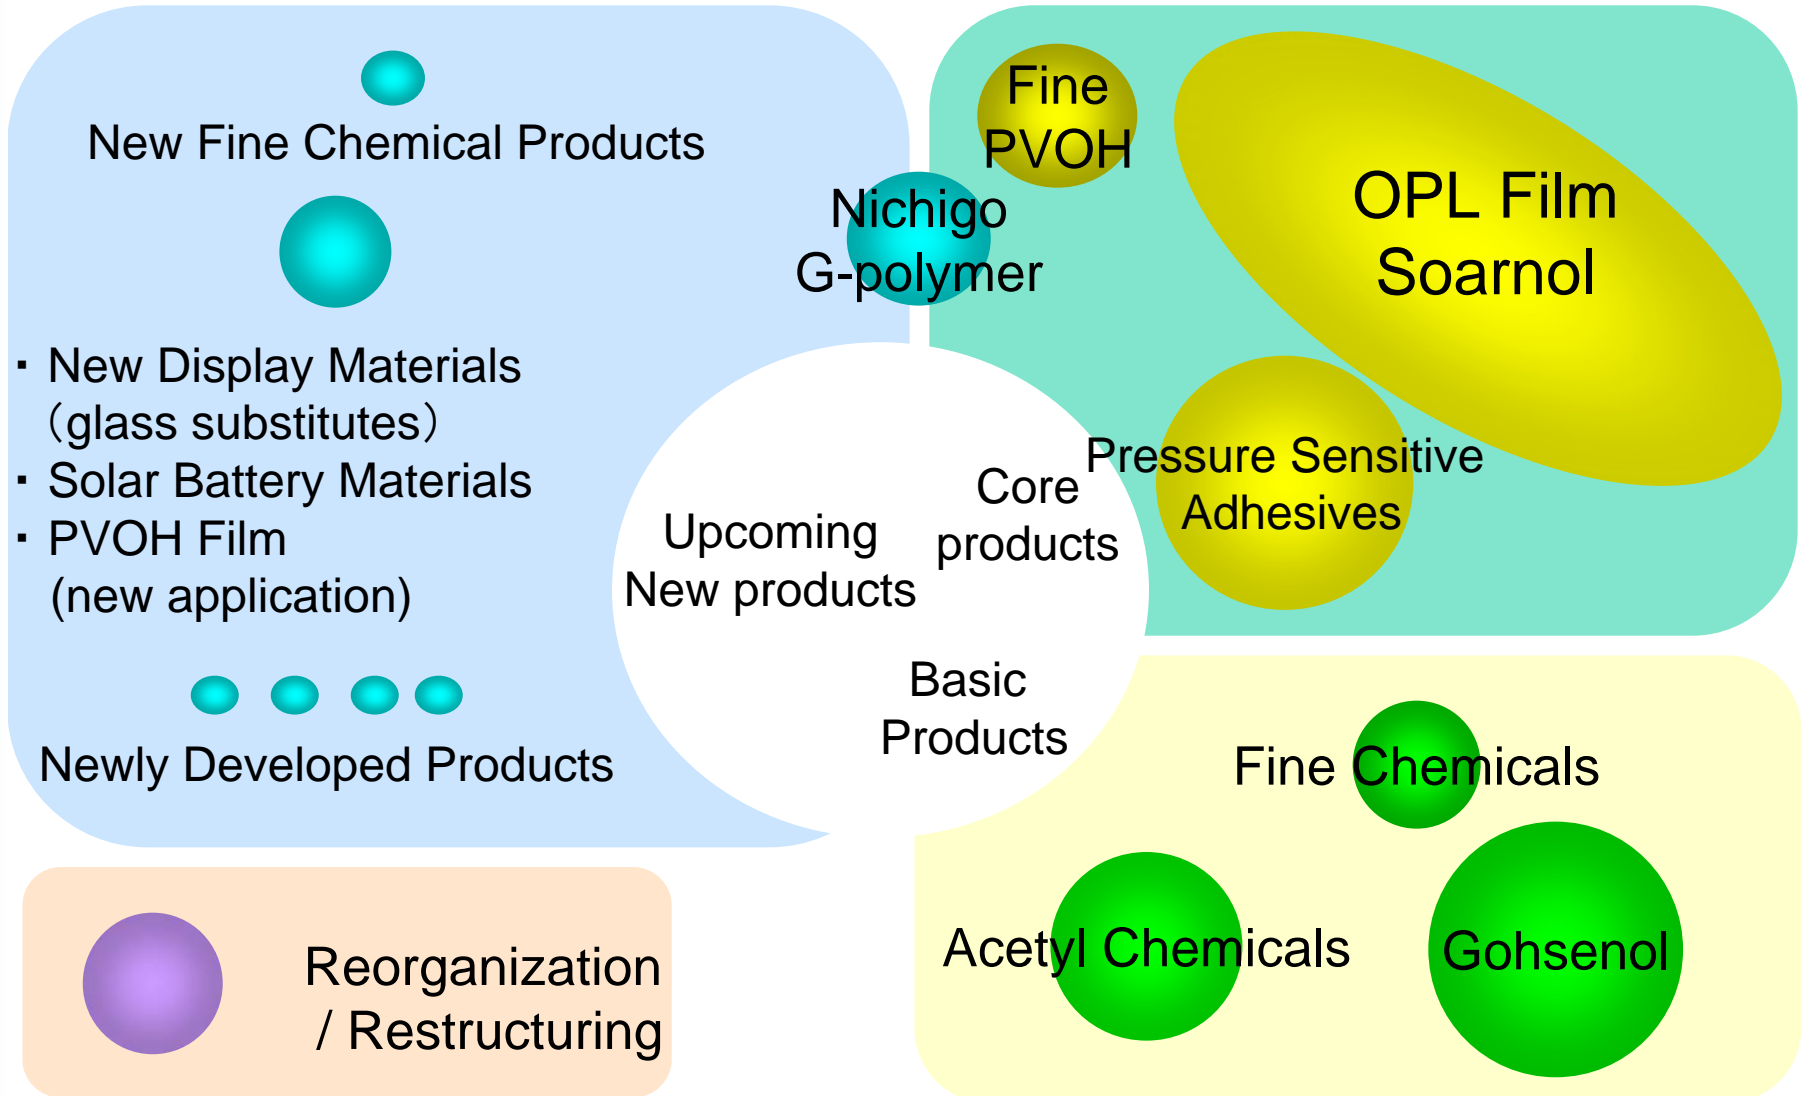 New Fine Chemical Products
・New Display Materials
（glass substitutes）
・Solar Battery Materials
・PVOH Film
(new application)
Newly Developed Products
Nichigo
G-polymer
Fine
PVOH
OPL Film
Soarnol
Pressure Sensitive
Adhesives
Upcoming
New products
Core
products
Basic
Products
Fine Chemicals
Acetyl Chemicals
Gohsenol
Reorganization
/ Restructuring